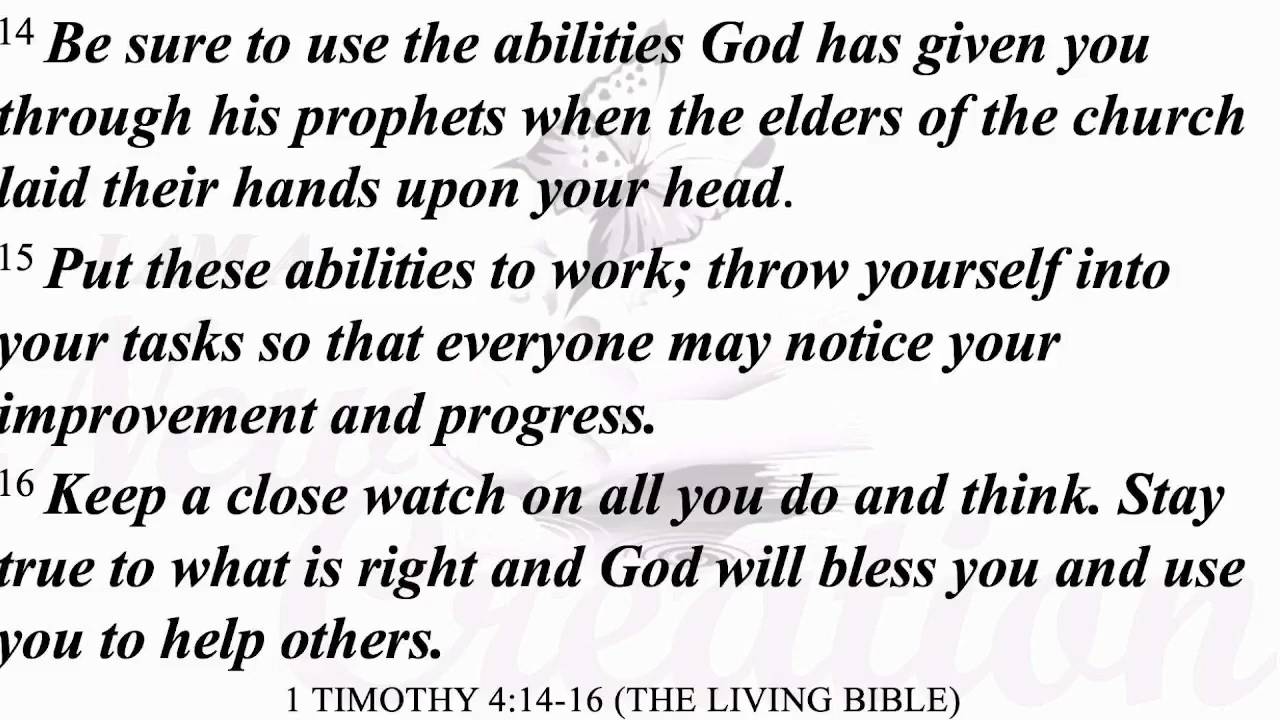 14 Be sure to use the abilities God has given you
through his prophets when the elders of the church
laid their hands upon your head.
15 Put these abilities to work; throw yourself into
your tasks so that everyone may notice your
improvement and progress.
16 Keep a close watch on all you do and think. Stay
true to what is right and God will bless you and use
you to help others.
1 TIMOTHY 4:14-16 (THE LIVING BIBLE)
I AM A
New
Creation